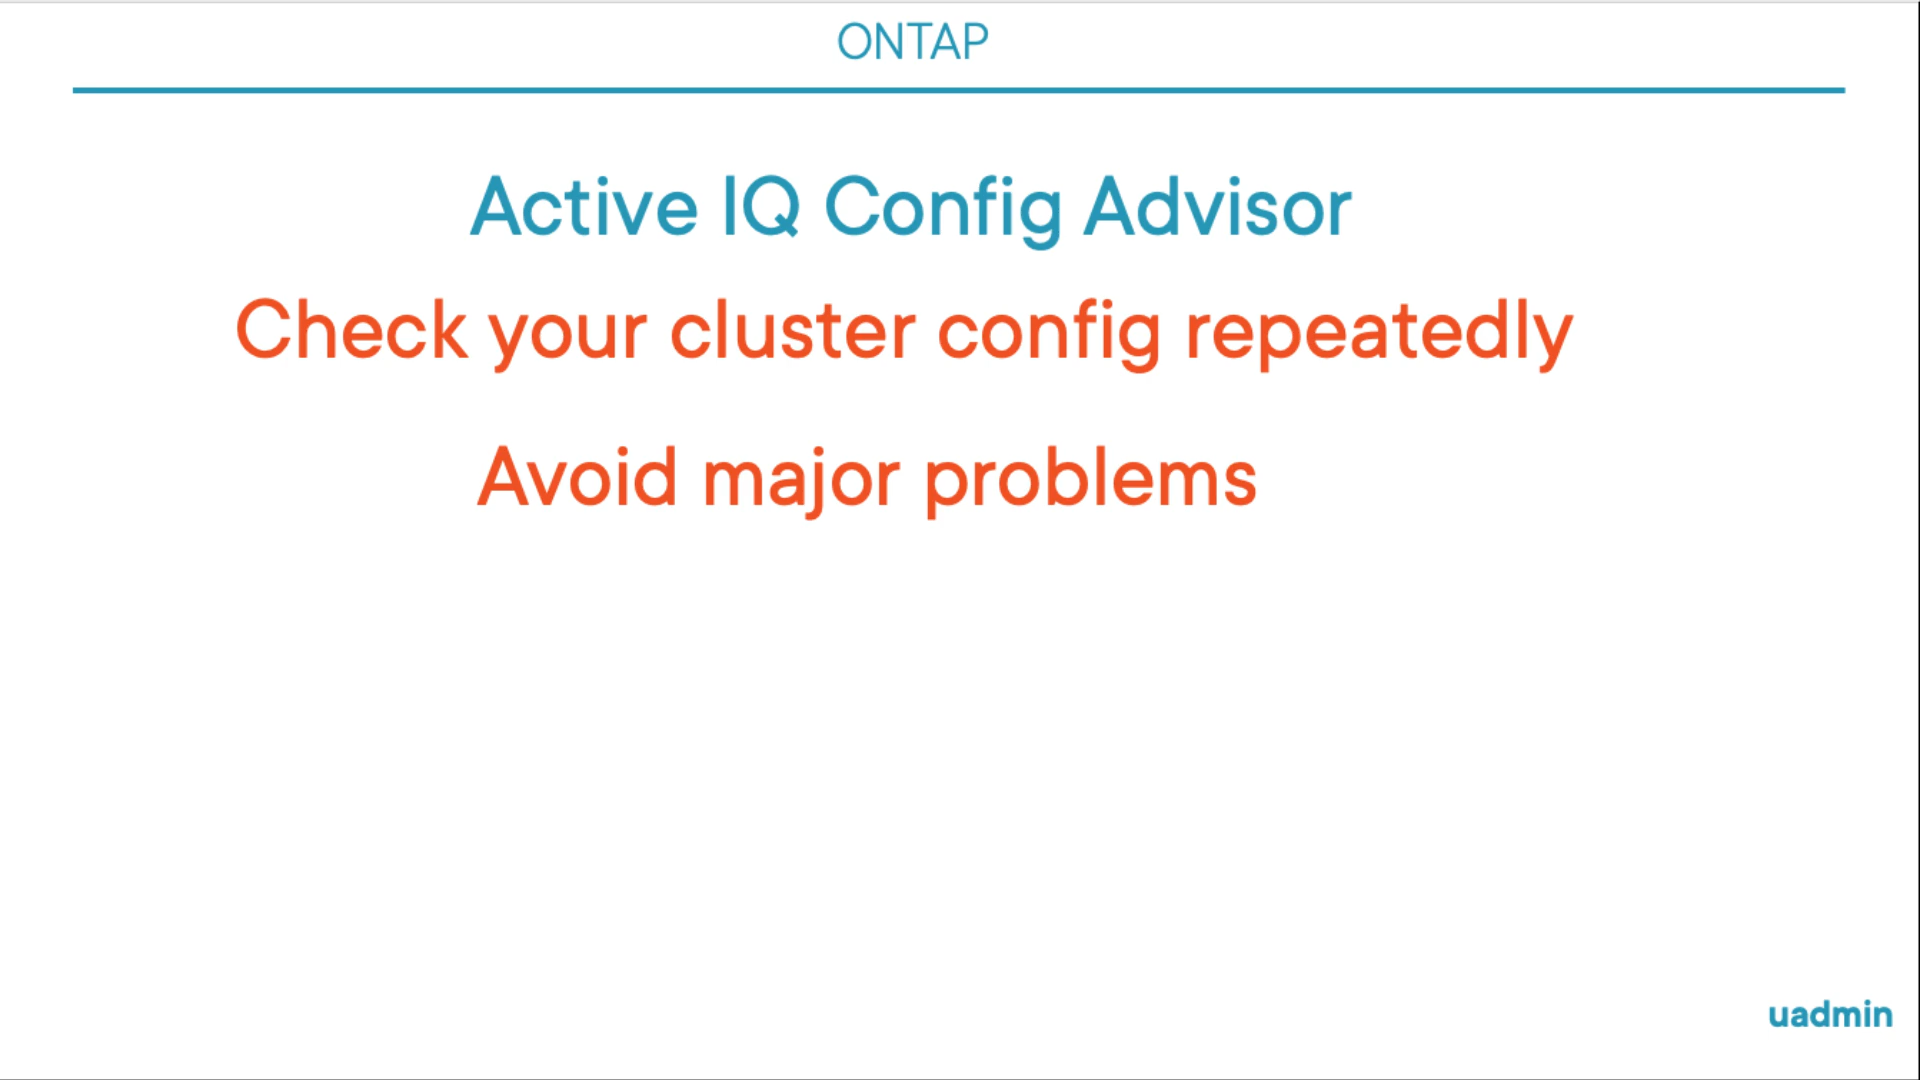 ONTAP
Active IQ Config Advisor
Check your cluster config repeatedly
Avoid major problems
uadmin